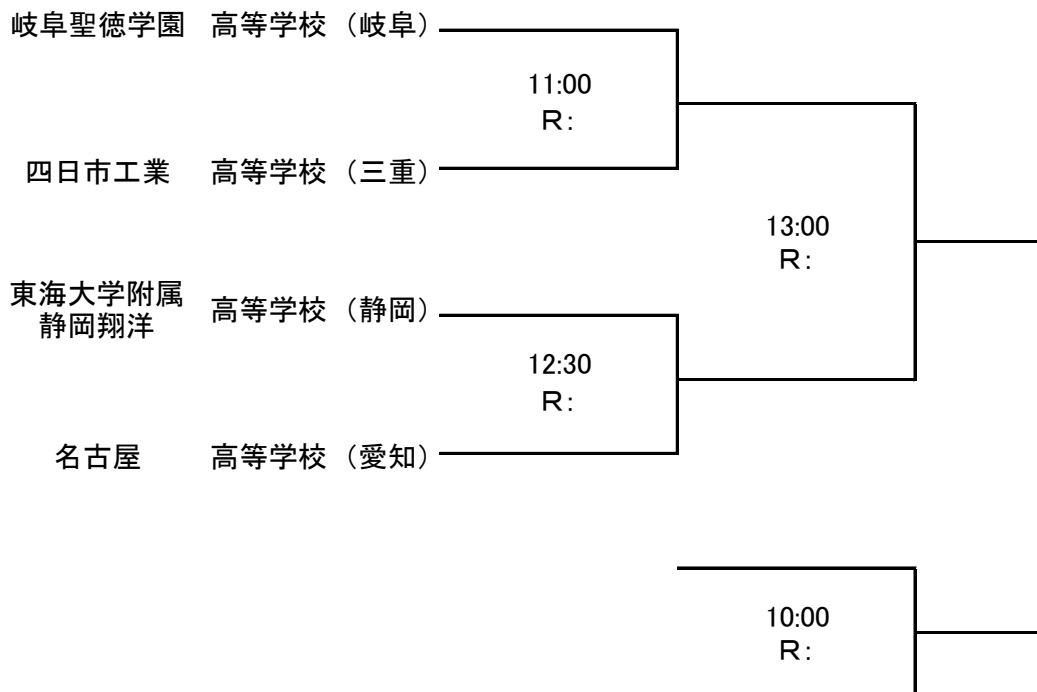 岐阜聖徳学園 高等学校 （岐阜）
11:00
R：
四日市工業 高等学校 （三重）
13:00
R：
東海大学附属
静岡翔洋 高等学校 （静岡）
12:30
R：
名古屋 高等学校 （愛知）
10:00
R：